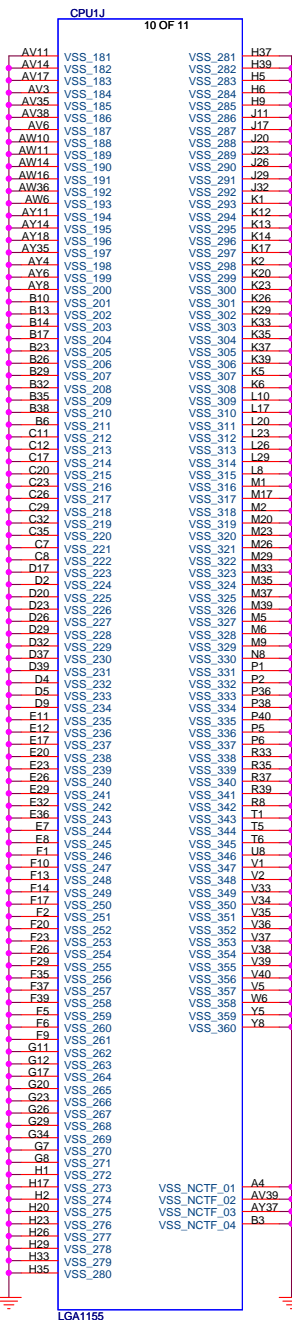 CPU1J
10 OF 11
AV11 VSS_181 VSS_281 H37
AV14 VSS_182 VSS_282 H39
AV17 VSS_183 VSS_283 H5
AV3 VSS_184 VSS_284 H6
AV35 VSS_185 VSS_285 H9
AV38 VSS_186 VSS_286 J11
AV6 VSS_187 VSS_287 J17
AW10 VSS_188 VSS_288 J20
AW11 VSS_189 VSS_289 J23
AW14 VSS_190 VSS_290 J26
AW16 VSS_191 VSS_291 J29
AW36 VSS_192 VSS_292 J32
AW6 VSS_193 VSS_293 K1
AY11 VSS_194 VSS_294 K12
AY14 VSS_195 VSS_295 K13
AY18 VSS_196 VSS_296 K14
AY35 VSS_197 VSS_297 K17
AY4 VSS_198 VSS_298 K2
AY6 VSS_199 VSS_299 K20
AY8 VSS_200 VSS_300 K23
B10 VSS_201 VSS_301 K26
B13 VSS_202 VSS_302 K29
B14 VSS_203 VSS_303 K33
B17 VSS_204 VSS_304 K35
B23 VSS_205 VSS_305 K37
B26 VSS_206 VSS_306 K39
B29 VSS_207 VSS_307 K5
B32 VSS_208 VSS_308 K6
B35 VSS_209 VSS_309 L10
B38 VSS_210 VSS_310 L17
B6 VSS_211 VSS_311 L20
C11 VSS_212 VSS_312 L23
C12 VSS_213 VSS_313 L26
C17 VSS_214 VSS_314 L29
C20 VSS_215 VSS_315 L8
C23 VSS_216 VSS_316 M1
C26 VSS_217 VSS_317 M17
C29 VSS_218 VSS_318 M2
C32 VSS_219 VSS_319 M20
C35 VSS_220 VSS_320 M23
C7 VSS_221 VSS_321 M26
C8 VSS_222 VSS_322 M29
D17 VSS_223 VSS_323 M33
D2 VSS_224 VSS_324 M35
D20 VSS_225 VSS_325 M37
D23 VSS_226 VSS_326 M39
D26 VSS_227 VSS_327 M5
D29 VSS_228 VSS_328 M6
D32 VSS_229 VSS_329 M9
D37 VSS_230 VSS_330 N8
D39 VSS_231 VSS_331 P1
D4 VSS_232 VSS_332 P2
D5 VSS_233 VSS_333 P36
D9 VSS_234 VSS_334 P38
E11 VSS_235 VSS_335 P40
E12 VSS_236 VSS_336 P5
E17 VSS_237 VSS_337 P6
E20 VSS_238 VSS_338 R33
E23 VSS_239 VSS_339 R35
E26 VSS_240 VSS_340 R37
E29 VSS_241 VSS_341 R39
E32 VSS_242 VSS_342 R8
E36 VSS_243 VSS_343 T1
E7 VSS_244 VSS_344 T5
E8 VSS_245 VSS_345 T6
F1 VSS_246 VSS_346 U8
F10 VSS_247 VSS_347 V1
F13 VSS_248 VSS_348 V2
F14 VSS_249 VSS_349 V33
F17 VSS_250 VSS_350 V34
F2 VSS_251 VSS_351 V35
F20 VSS_252 VSS_352 V36
F23 VSS_253 VSS_353 V37
F26 VSS_254 VSS_354 V38
F29 VSS_255 VSS_355 V39
F35 VSS_256 VSS_356 V40
F37 VSS_257 VSS_357 V5
F39 VSS_258 VSS_358 W6
F5 VSS_259 VSS_359 Y5
F6 VSS_260 VSS_360 Y8
F9 VSS_261
G11 VSS_262
G12 VSS_263
G17 VSS_264
G20 VSS_265
G23 VSS_266
G26 VSS_267
G29 VSS_268
G34 VSS_269
G7 VSS_270
G8 VSS_271
H1 VSS_272
H17 VSS_273 VSS_NCTF_01 A4
H2 VSS_274 VSS_NCTF_02 AV39
H20 VSS_275 VSS_NCTF_03 AY37
H23 VSS_276 VSS_NCTF_04 B3
H26 VSS_277
H29 VSS_278
H33 VSS_279
H35 VSS_280
LGA1155